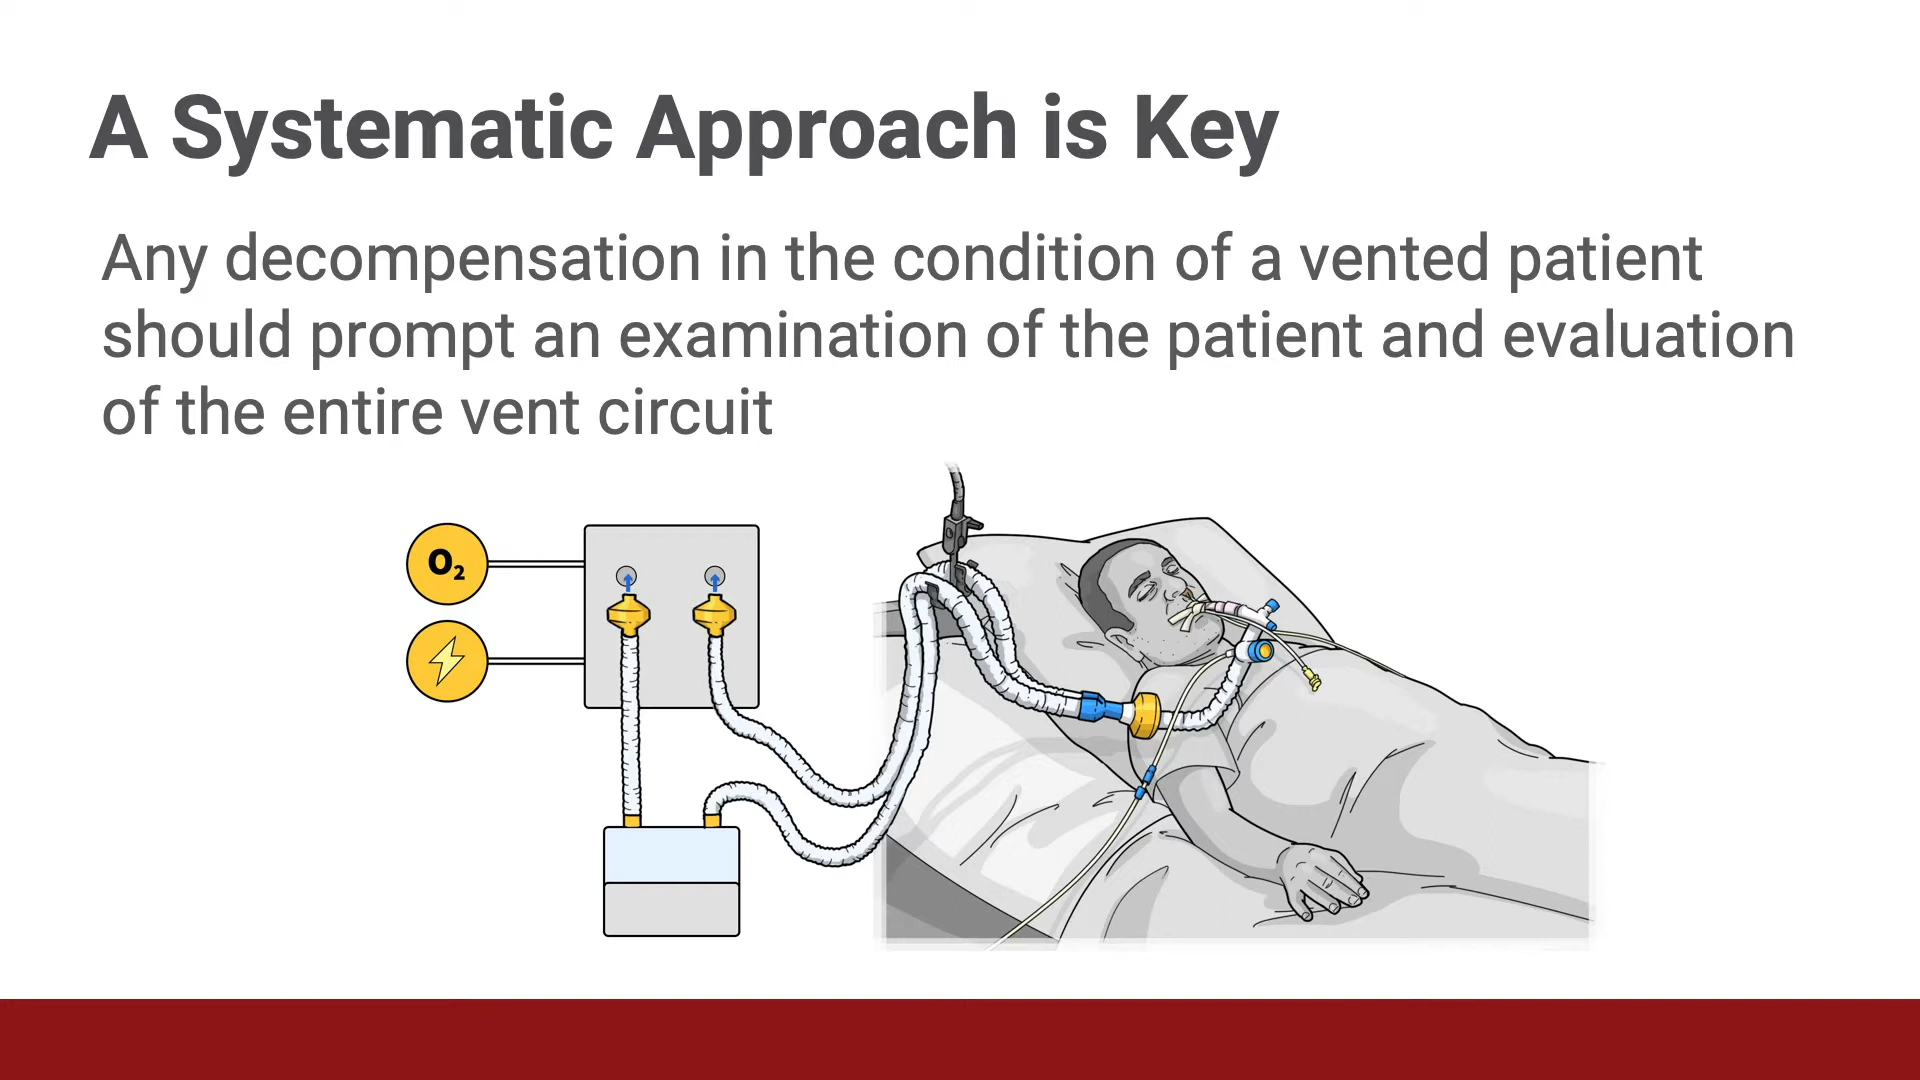 A Systematic Approach is Key
Any decompensation in the condition of a vented patient
should prompt an examination of the patient and evaluation
of the entire vent circuit
O₂